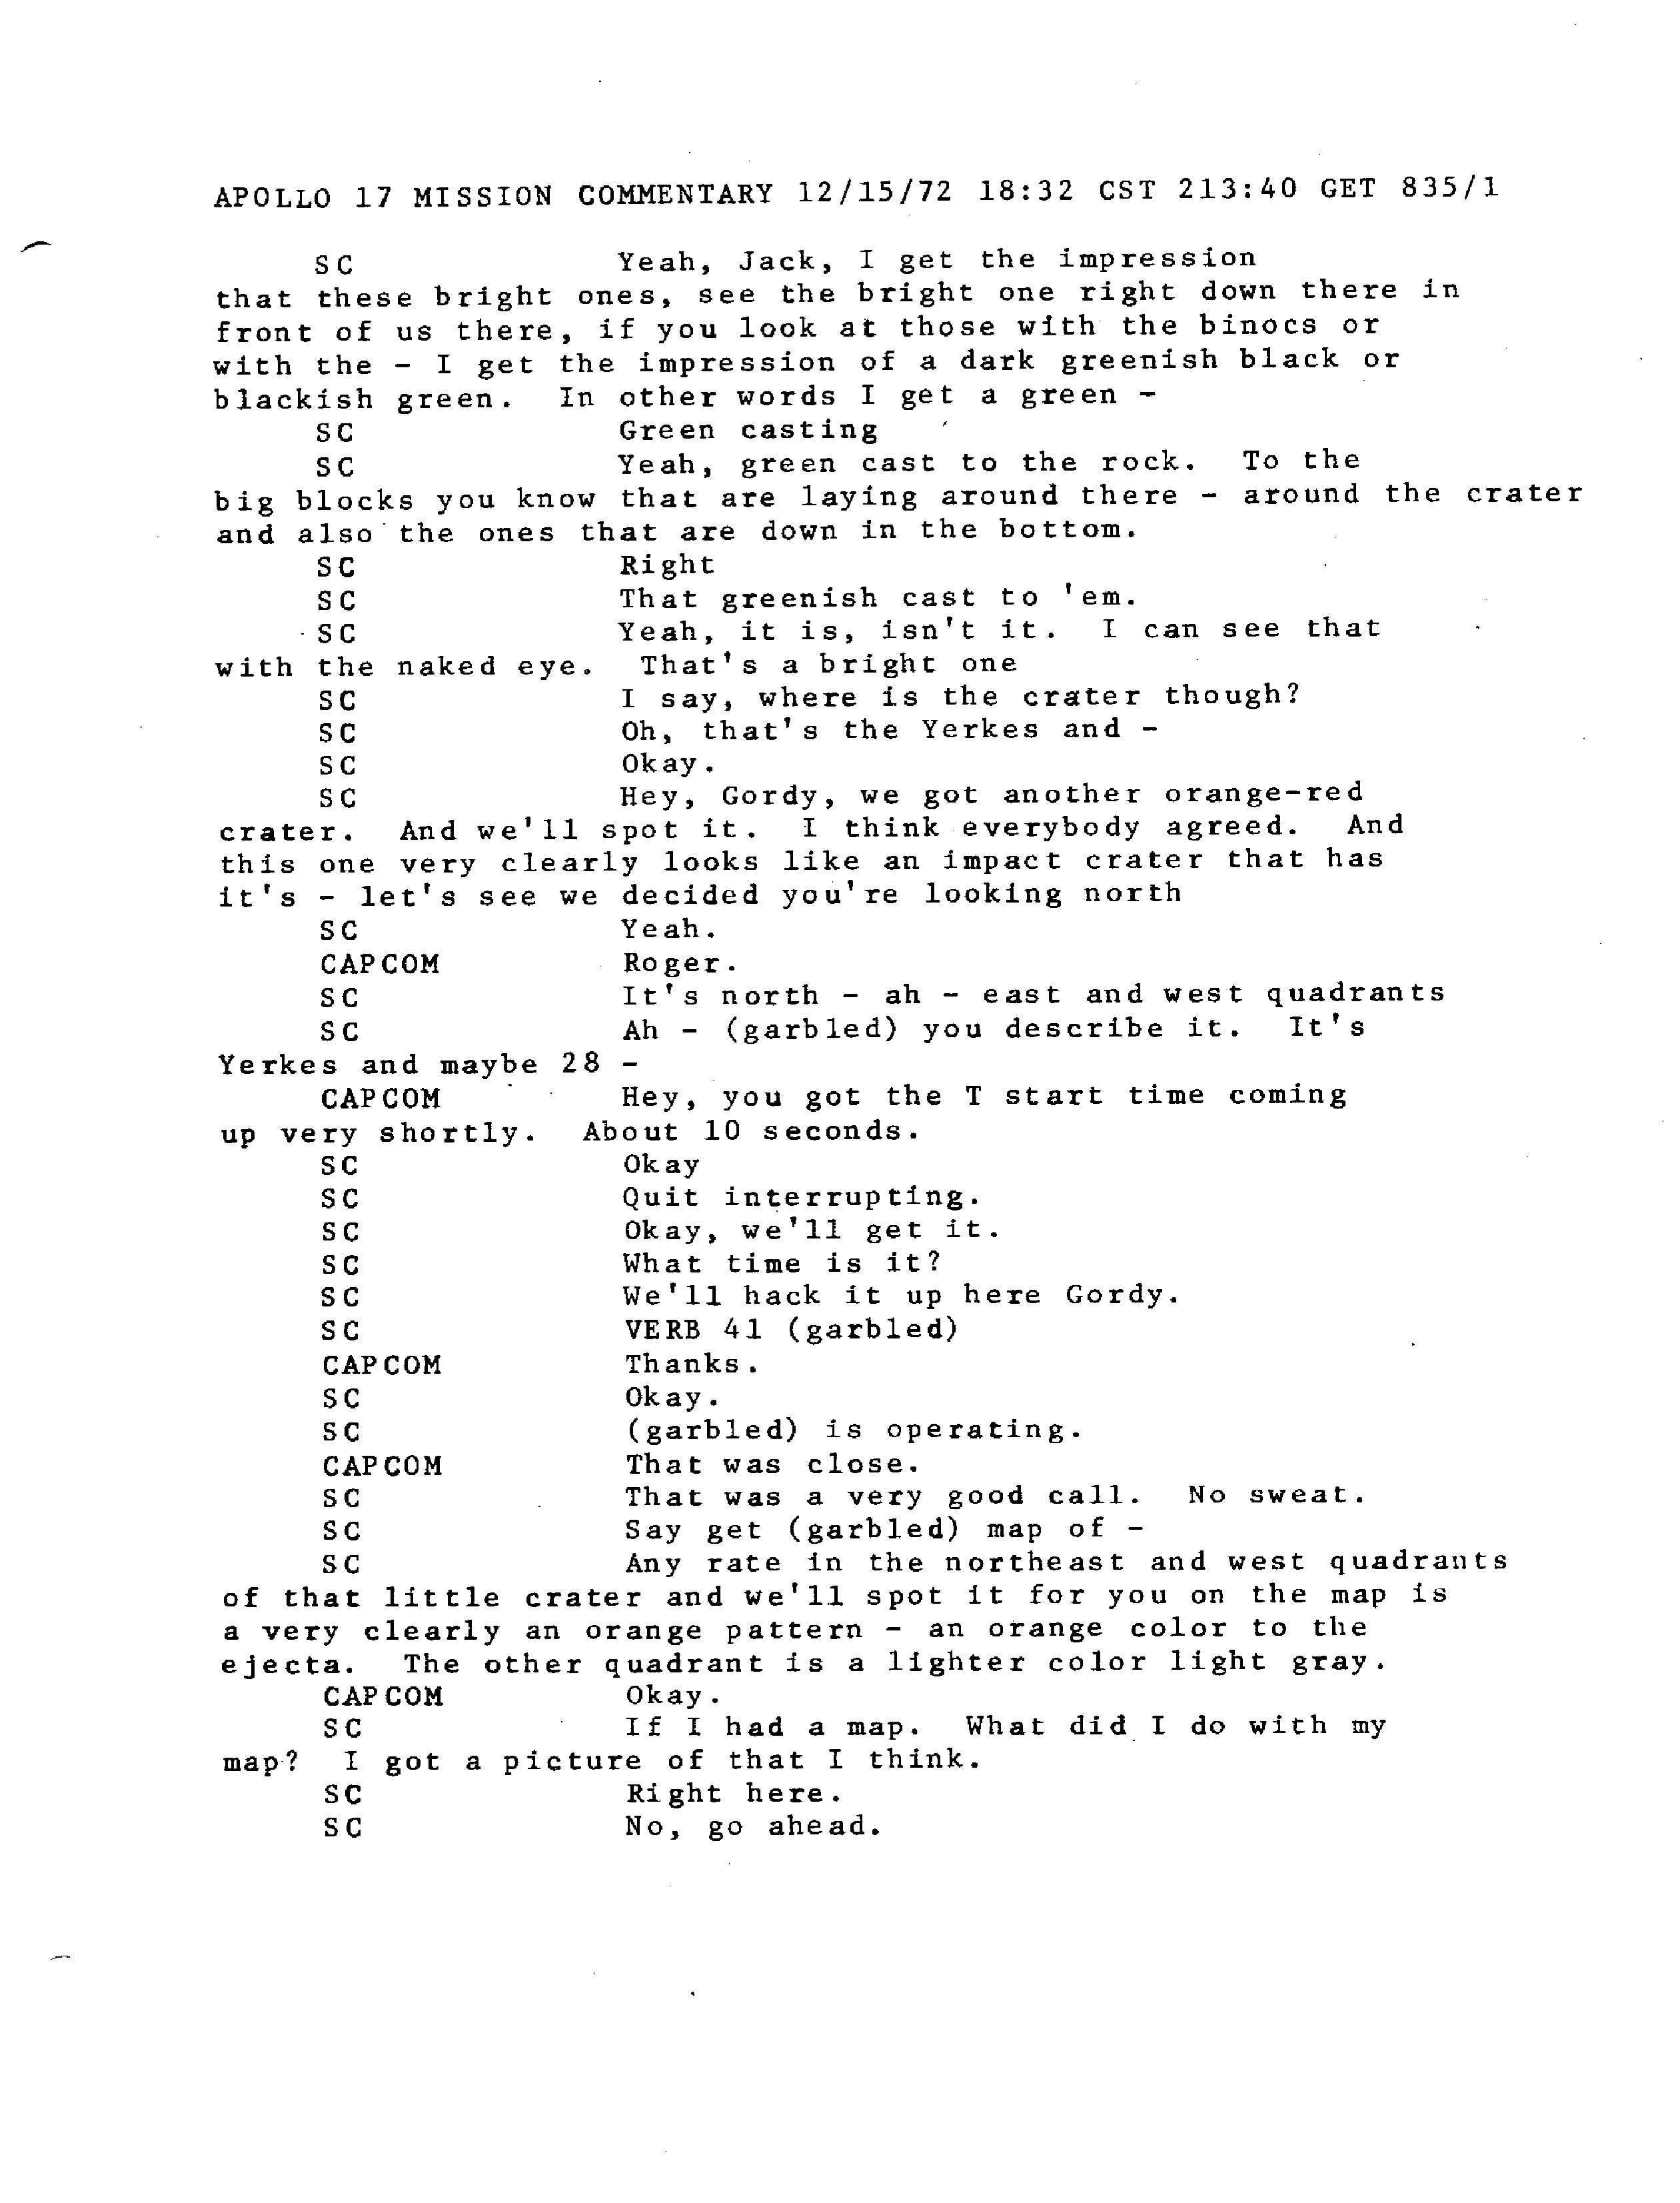 APOLLO 17 MISSION COMMENTARY 12/15/72 18:32 CST 213:40 GET 835/1
SC Yeah, Jack, I get the impression
that these bright ones, see the bright one right down there in
front of us there, if you look at those with the binocs or
with the - I get the impression of a dark greenish black or
blackish green. In other words I get a green -
SC Green casting
SC Yeah, green cast to the rock. To the
big blocks you know that are laying around there - around the crater
and also the ones that are down in the bottom.
SC Right
SC That greenish cast to 'em.
SC Yeah, it is, isn't it. I can see that
with the naked eye. That's a bright one
SC I say, where is the crater though?
SC Oh, that's the Yerkes and -
SC Okay.
SC Hey, Gordy, we got another orange-red
crater. And we'll spot it. I think everybody agreed. And
this one very clearly looks like an impact crater that has
it's - let's see we decided you're looking north
SC Yeah.
CAPCOM Roger.
SC It's north - ah - east and west quadrants
SC Ah - (garbled) you describe it. It's
Yerkes and maybe 28 -
CAPCOM Hey, you got the T start time coming
up very shortly. About 10 seconds.
SC Okay
SC Quit interrupting.
SC Okay, we'll get it.
SC What time is it?
SC We'll hack it up here Gordy.
SC VERB 41 (garbled)
CAPCOM Thanks.
SC Okay.
SC (garbled) is operating.
CAPCOM That was close.
SC That was a very good call. No sweat.
SC Say get (garbled) map of -
SC Any rate in the northeast and west quadrants
of that little crater and we'll spot it for you on the map is
a very clearly an orange pattern - an orange color to the
ejecta. The other quadrant is a lighter color light gray.
CAPCOM Okay.
SC If I had a map. What did I do with my
map? I got a picture of that I think.
SC Right here.
SC No, go ahead.